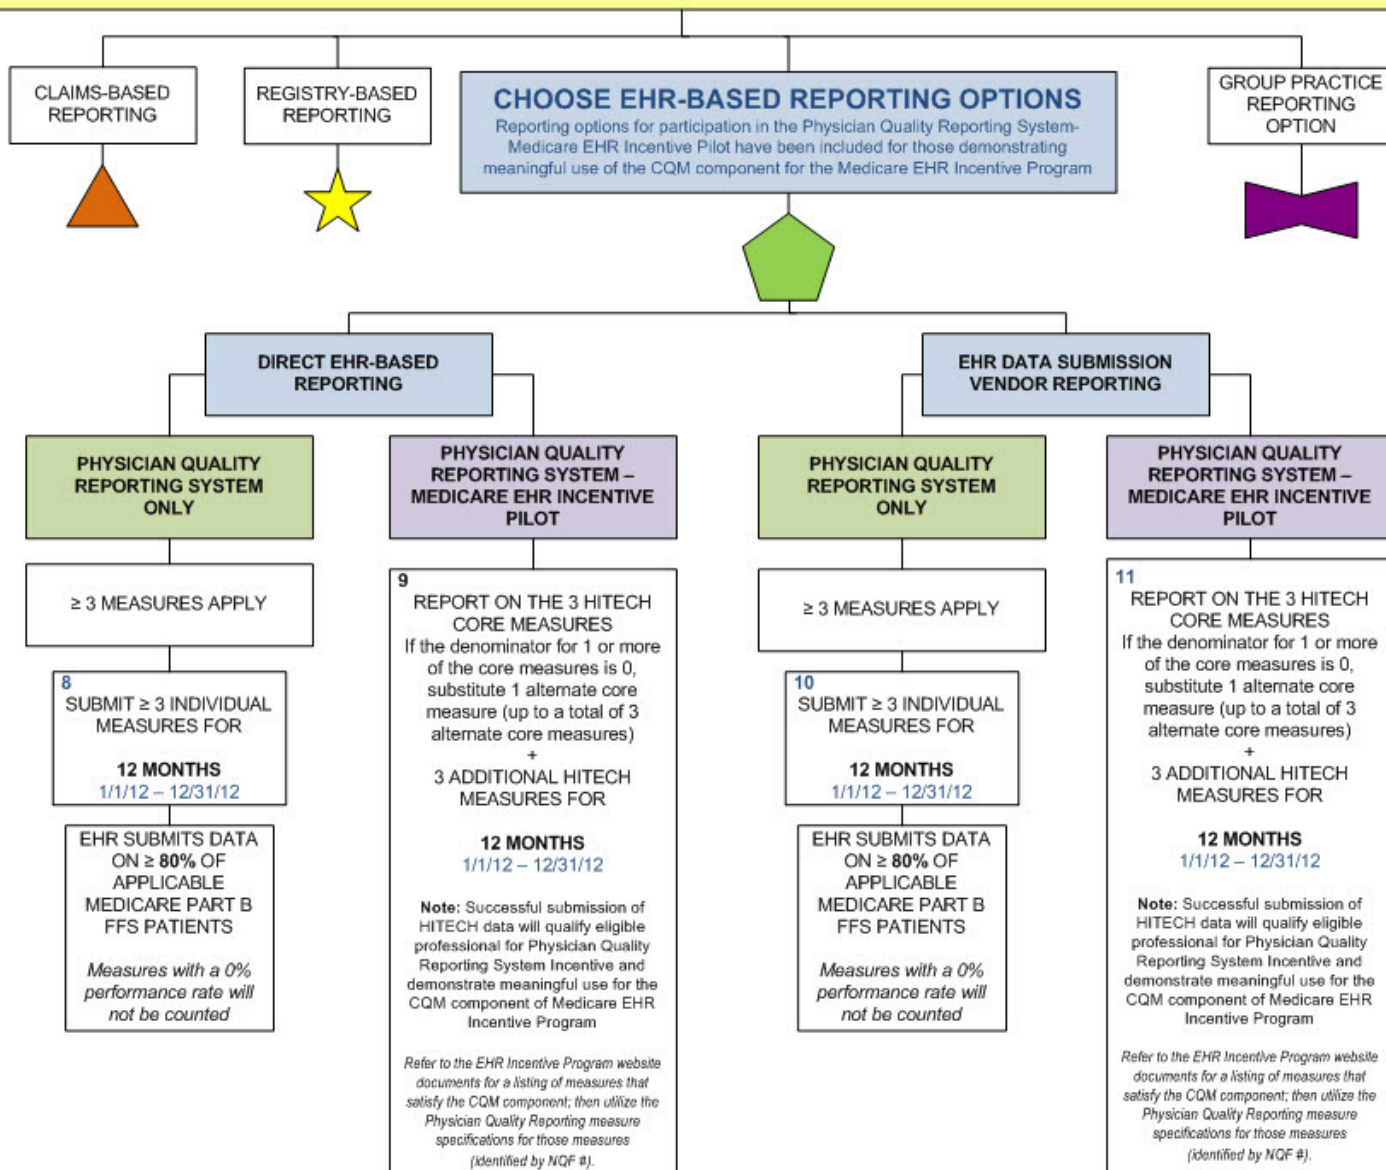 CLAIMS-BASED
REPORTING
REGISTRY-BASED
REPORTING
CHOOSE EHR-BASED REPORTING OPTIONS
Reporting options for participation in the Physician Quality Reporting System-
Medicare EHR Incentive Pilot have been included for those demonstrating
meaningful use of the CQM component for the Medicare EHR Incentive Program
GROUP PRACTICE
REPORTING
OPTION
DIRECT EHR-BASED
REPORTING
EHR DATA SUBMISSION
VENDOR REPORTING
PHYSICIAN QUALITY
REPORTING SYSTEM
ONLY
PHYSICIAN QUALITY
REPORTING SYSTEM –
MEDICARE EHR INCENTIVE
PILOT
PHYSICIAN QUALITY
REPORTING SYSTEM
ONLY
PHYSICIAN QUALITY
REPORTING SYSTEM –
MEDICARE EHR INCENTIVE
PILOT
≥ 3 MEASURES APPLY
8
SUBMIT ≥ 3 INDIVIDUAL
MEASURES FOR
12 MONTHS
1/1/12 – 12/31/12
EHR SUBMITS DATA
ON ≥ 80% OF
APPLICABLE
MEDICARE PART B
FFS PATIENTS
Measures with a 0%
performance rate will
not be counted
9
REPORT ON THE 3 HITECH
CORE MEASURES
If the denominator for 1 or more
of the core measures is 0,
substitute 1 alternate core
measure (up to a total of 3
alternate core measures)
+
3 ADDITIONAL HITECH
MEASURES FOR
12 MONTHS
1/1/12 – 12/31/12
Note: Successful submission of
HITECH data will qualify eligible
professional for Physician Quality
Reporting System Incentive and
demonstrate meaningful use for the
CQM component of Medicare EHR
Incentive Program
Refer to the EHR Incentive Program website
documents for a listing of measures that
satisfy the CQM component; then utilize the
Physician Quality Reporting measure
specifications for those measures
(identified by NQF #).
≥ 3 MEASURES APPLY
10
SUBMIT ≥ 3 INDIVIDUAL
MEASURES FOR
12 MONTHS
1/1/12 – 12/31/12
EHR SUBMITS DATA
ON ≥ 80% OF
APPLICABLE
MEDICARE PART B
FFS PATIENTS
Measures with a 0%
performance rate will
not be counted
11
REPORT ON THE 3 HITECH
CORE MEASURES
If the denominator for 1 or more
of the core measures is 0,
substitute 1 alternate core
measure (up to a total of 3
alternate core measures)
+
3 ADDITIONAL HITECH
MEASURES FOR
12 MONTHS
1/1/12 – 12/31/12
Note: Successful submission of
HITECH data will qualify eligible
professional for Physician Quality
Reporting System Incentive and
demonstrate meaningful use for the
CQM component of Medicare EHR
Incentive Program
Refer to the EHR Incentive Program website
documents for a listing of measures that
satisfy the CQM component; then utilize the
Physician Quality Reporting measure
specifications for those measures
(identified by NQF #).